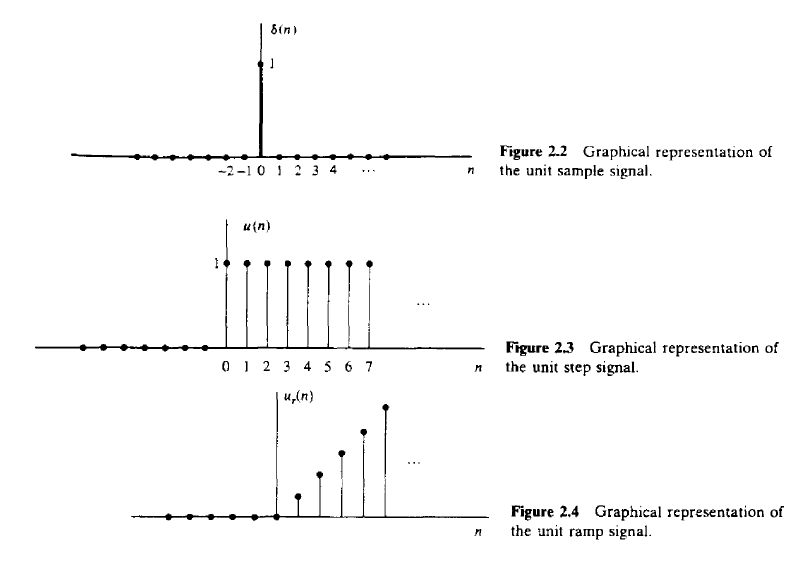 δ(n)
1
-2 -1 0 1 2 3 4 ... n
Figure 2.2 Graphical representation of
the unit sample signal.
u(n)
1
...
0 1 2 3 4 5 6 7 n
Figure 2.3 Graphical representation of
the unit step signal.
uᵣ(n)
...
n
Figure 2.4 Graphical representation of
the unit ramp signal.